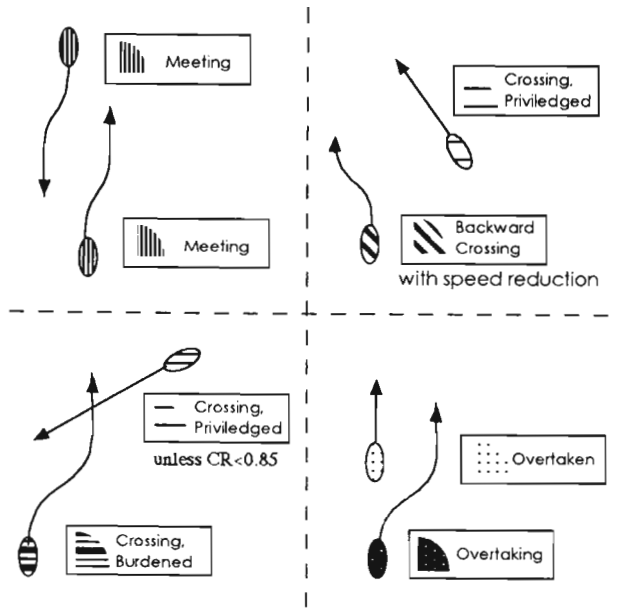 Meeting
Meeting
Crossing,
Priviledged
Backward
Crossing
with speed reduction
Crossing,
Priviledged
unless CR<0.85
Crossing,
Burdened
Overtaken
Overtaking